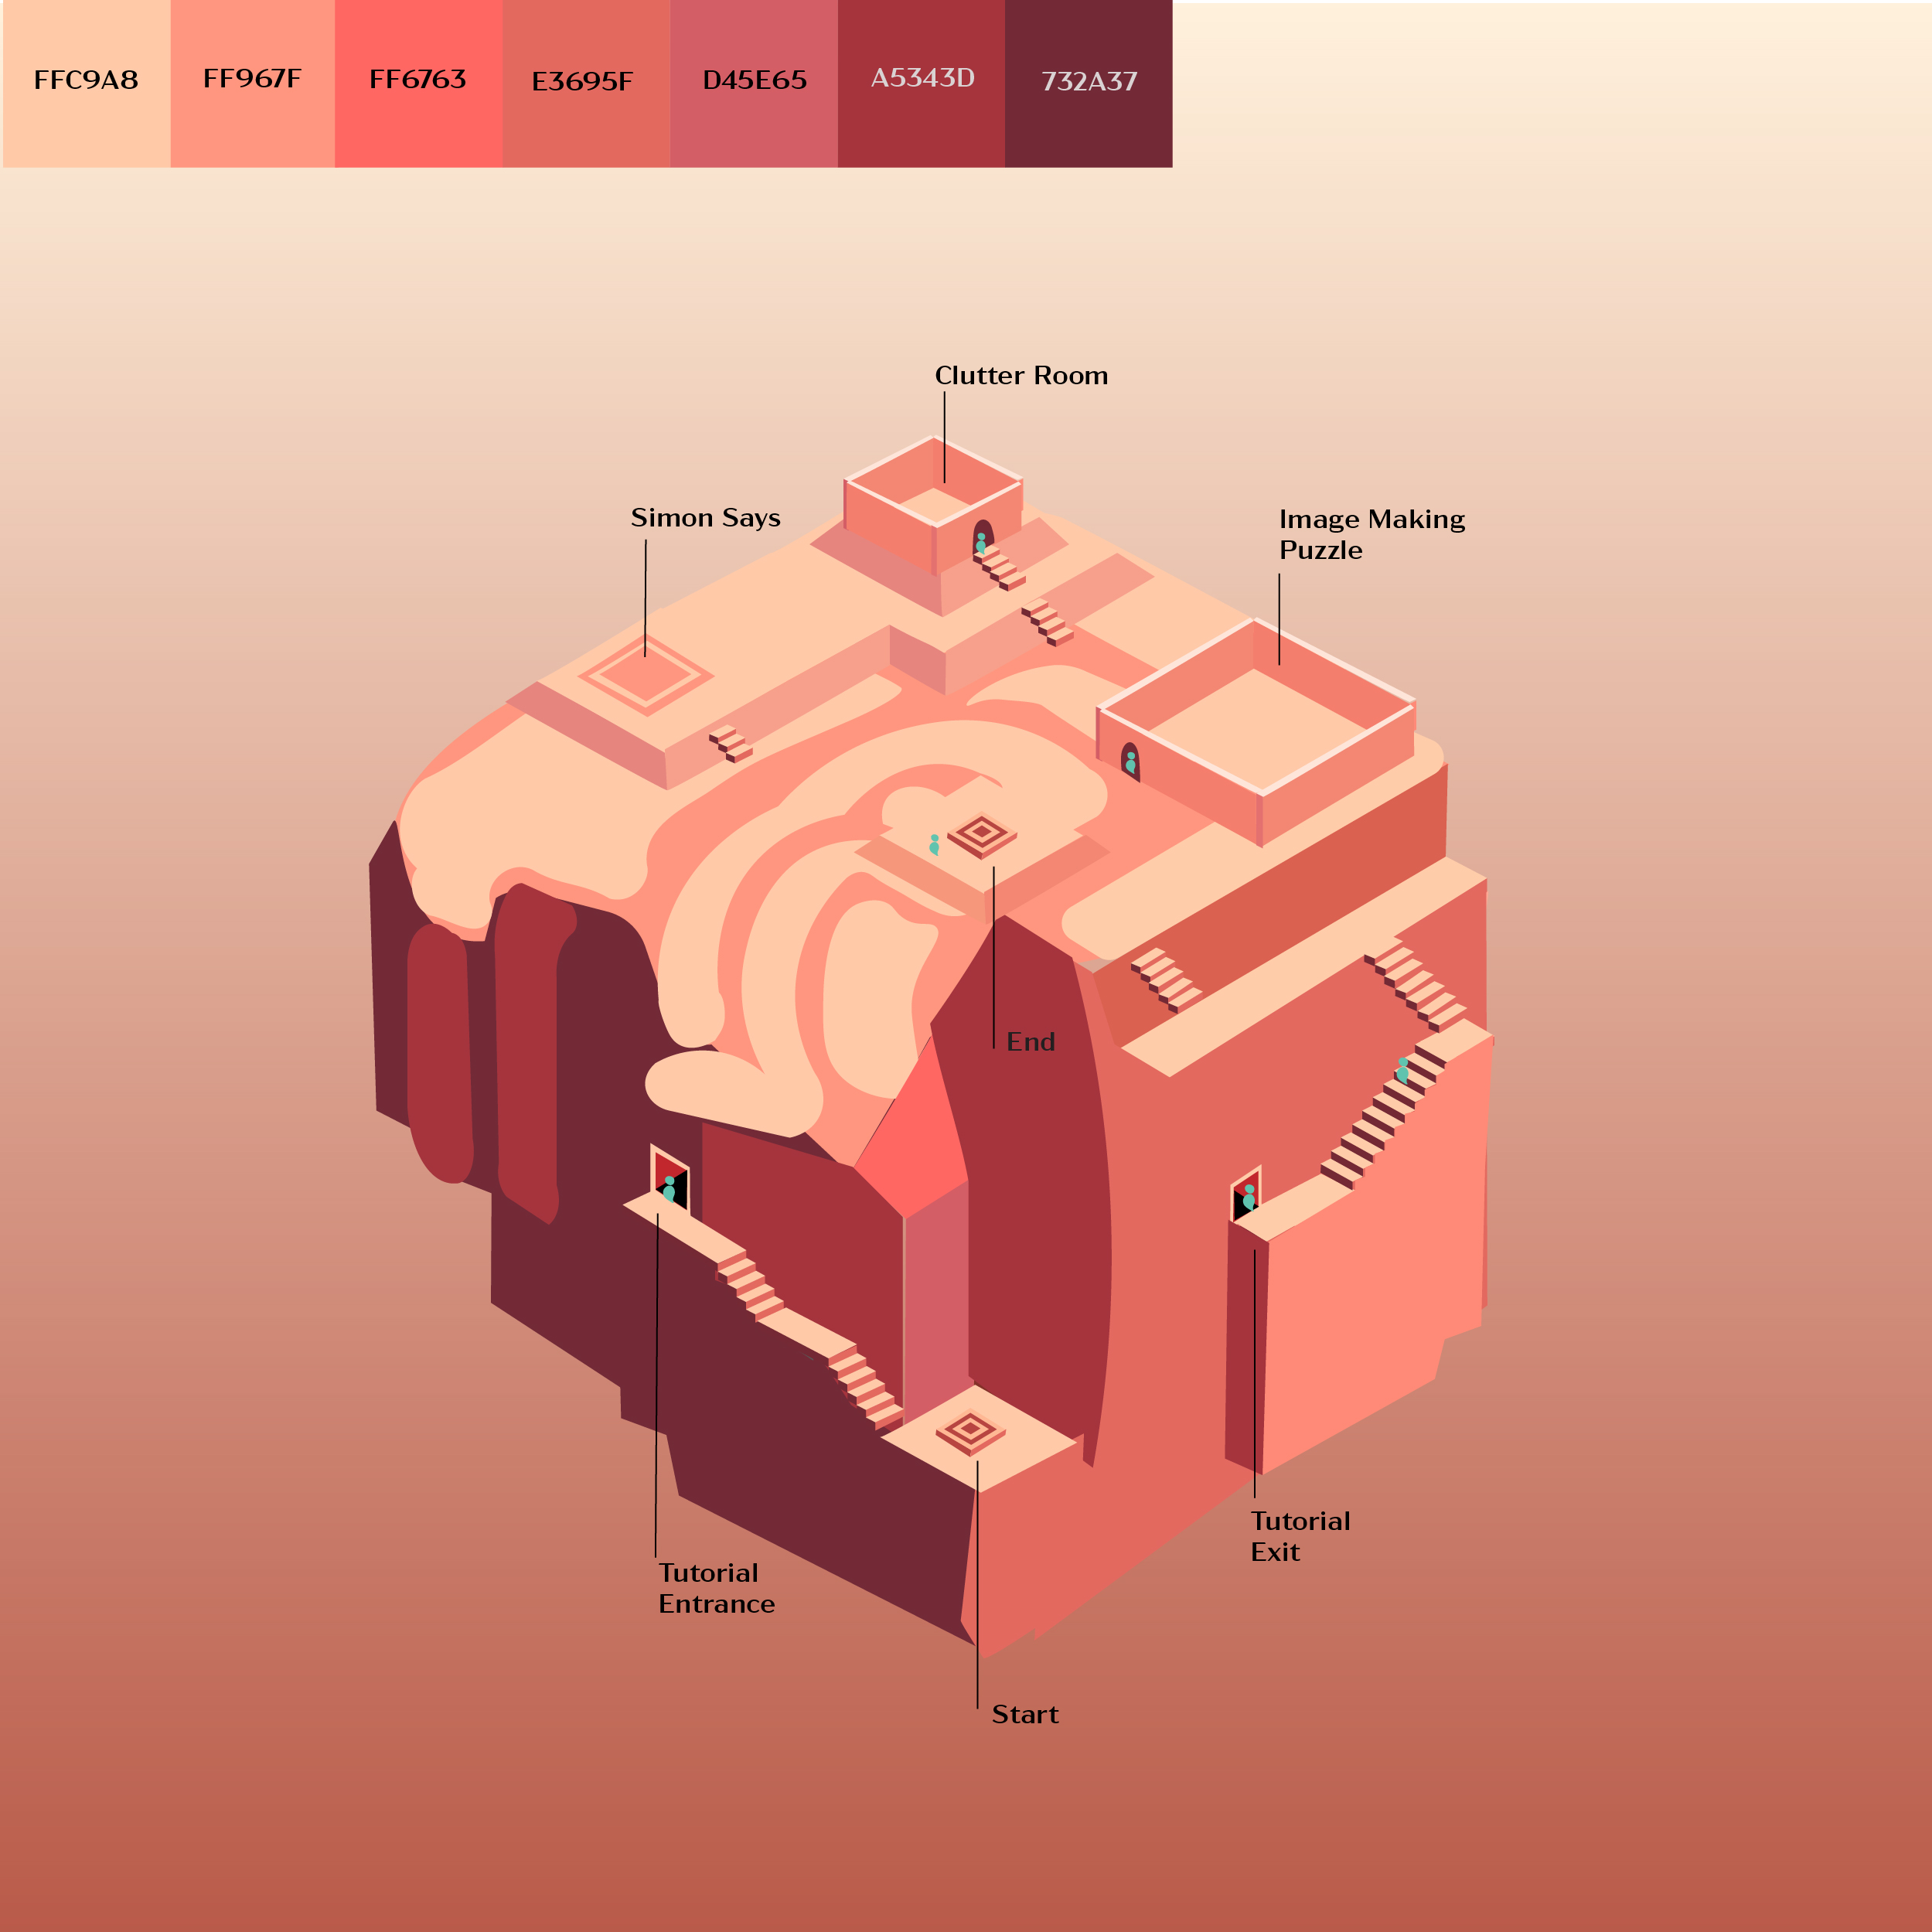 FFC9A8
FF967F
FF6763
E3695F
D45E65
A5343D
732A37
Clutter Room
Simon Says
Image Making
Puzzle
End
Tutorial
Exit
Tutorial
Entrance
Start